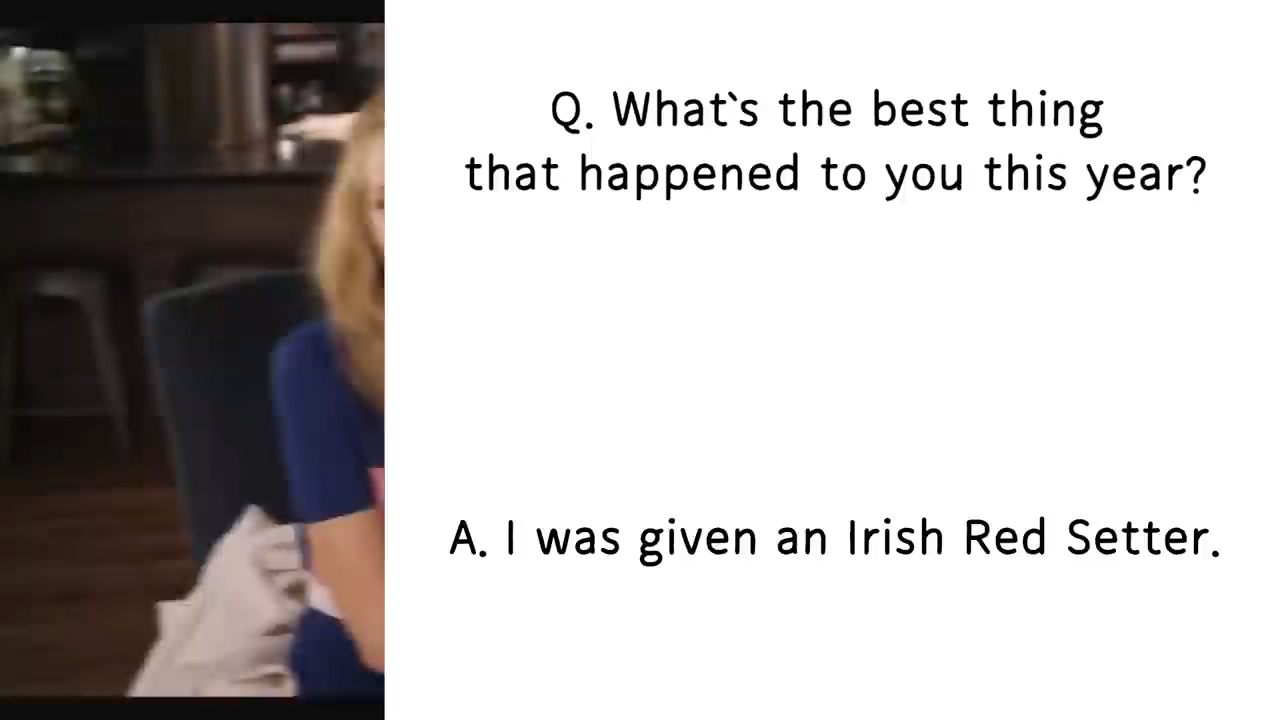 Q. What`s the best thing
that happened to you this year?
A. I was given an Irish Red Setter.